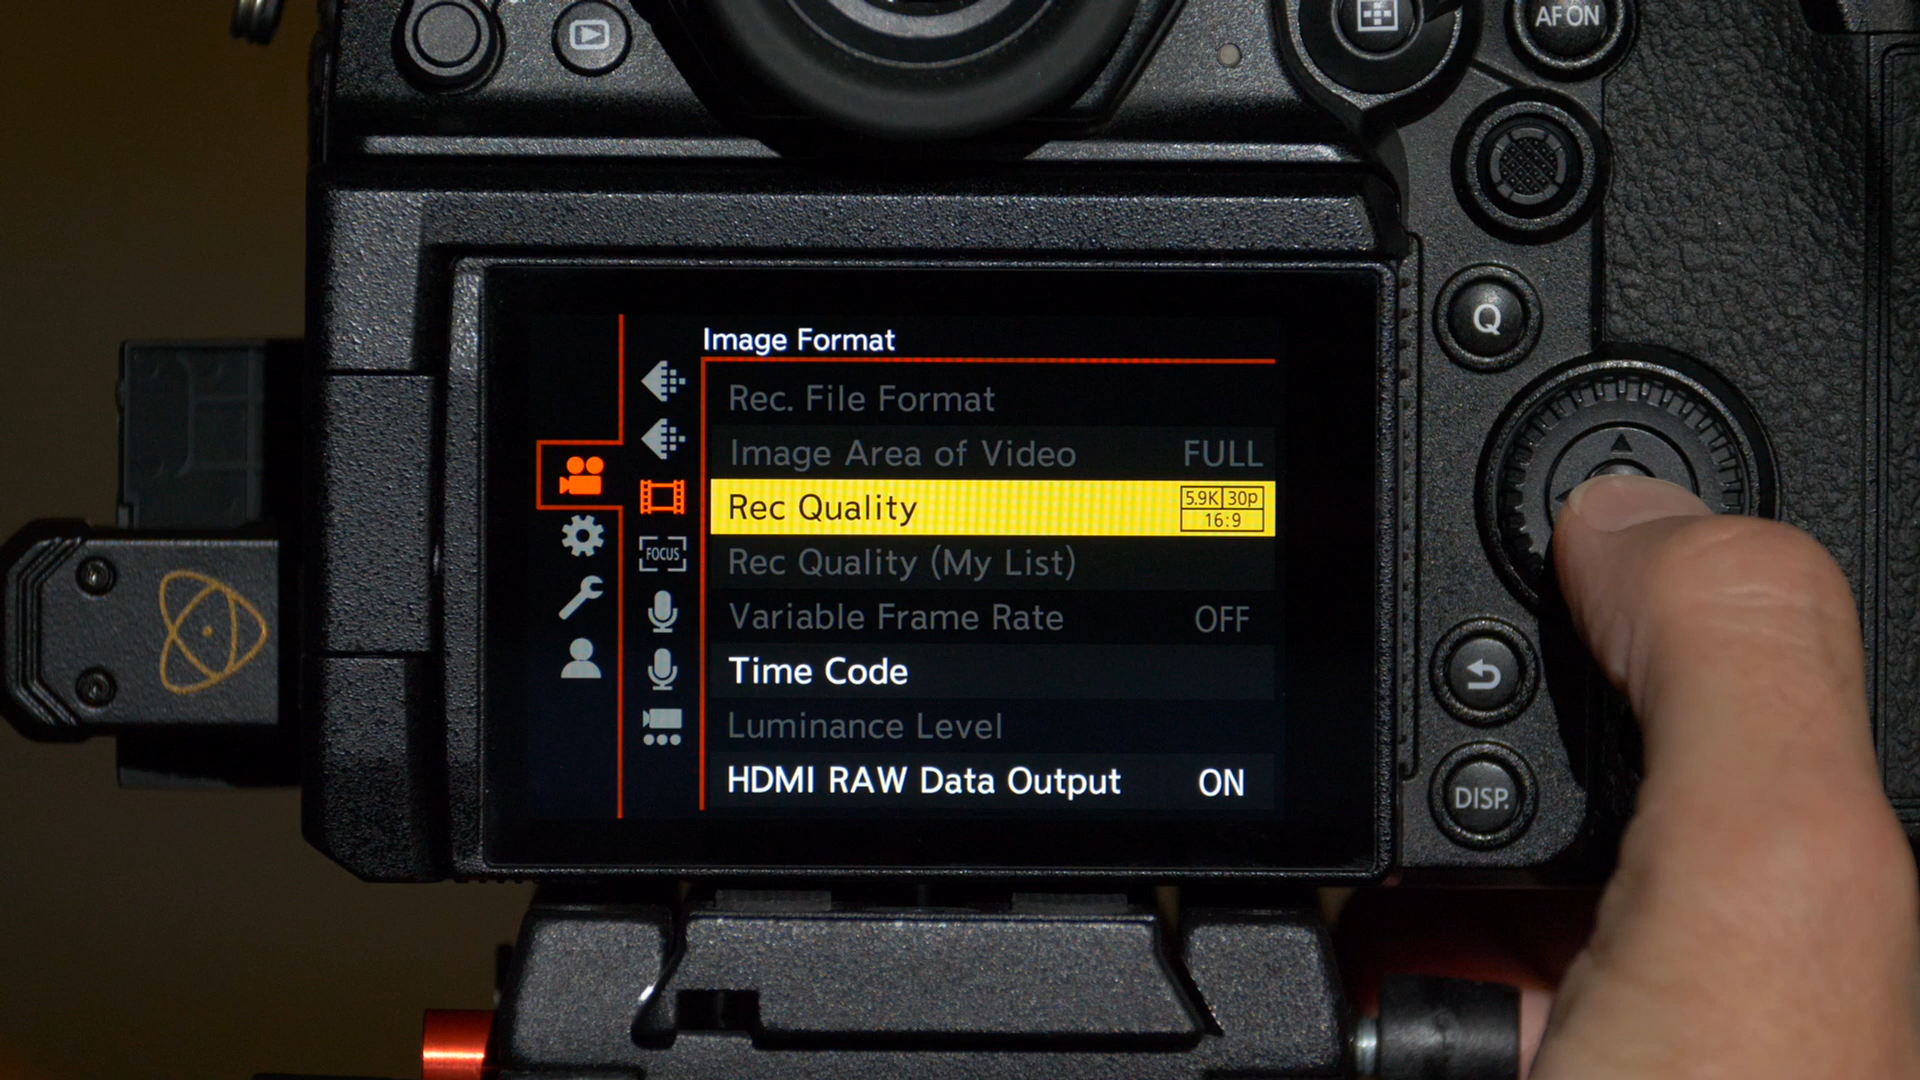 AF ON
Image Format
Rec. File Format
Image Area of Video FULL
Rec Quality 5.9K 30p 16:9
Rec Quality (My List)
Variable Frame Rate OFF
Time Code
Luminance Level
HDMI RAW Data Output ON
FOCUS
Q
DISP.